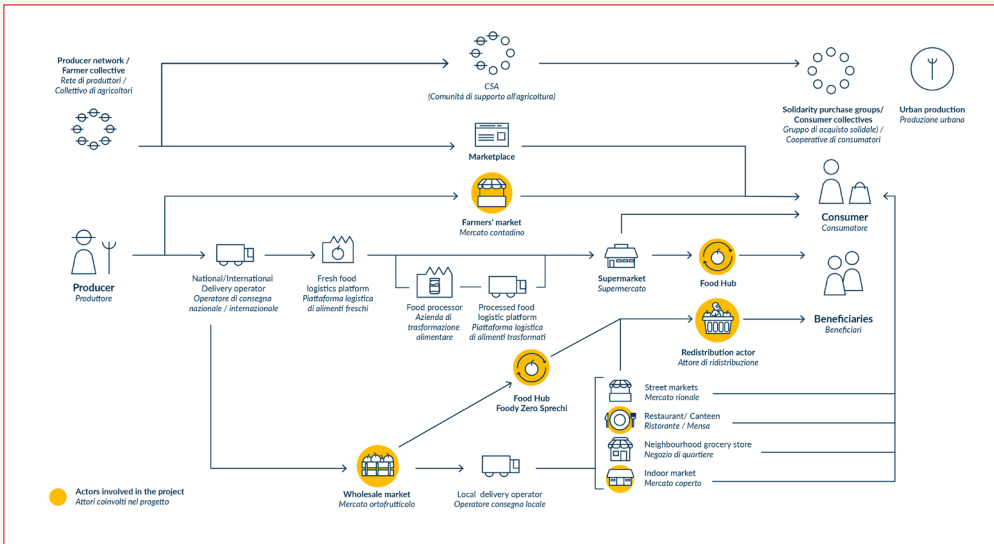 Producer network /
Farmer collective
Rete di produttori /
Collettivo di agricoltori
CSA
(Comunità di supporto all'agricoltura)
Solidarity purchase groups/
Consumer collectives
Gruppo di acquisto solidale) /
Cooperative di consumatori
Urban production
Produzione urbana
Marketplace
Farmers' market
Mercato contadino
Consumer
Consumatore
Producer
Produttore
National/International
Delivery operator
Operatore di consegna
nazionale / internazionale
Fresh food
logistics platform
Piattaforma logistica
di alimenti freschi
Food processor
Azienda di
trasformazione
alimentare
Processed food
logistic platform
Piattaforma logistica
di alimenti trasformati
Supermarket
Supermercato
Food Hub
Beneficiaries
Beneficiari
Redistribution actor
Attore di ridistribuzione
Food Hub
Foody Zero Sprechi
Street markets
Mercato rionale
Restaurant/ Canteen
Ristorante / Mensa
Neighbourhood grocery store
Negozio di quartiere
Indoor market
Mercato coperto
Wholesale market
Mercato ortofrutticolo
Local delivery operator
Operatore consegna locale
Actors involved in the project
Attori coinvolti nel progetto